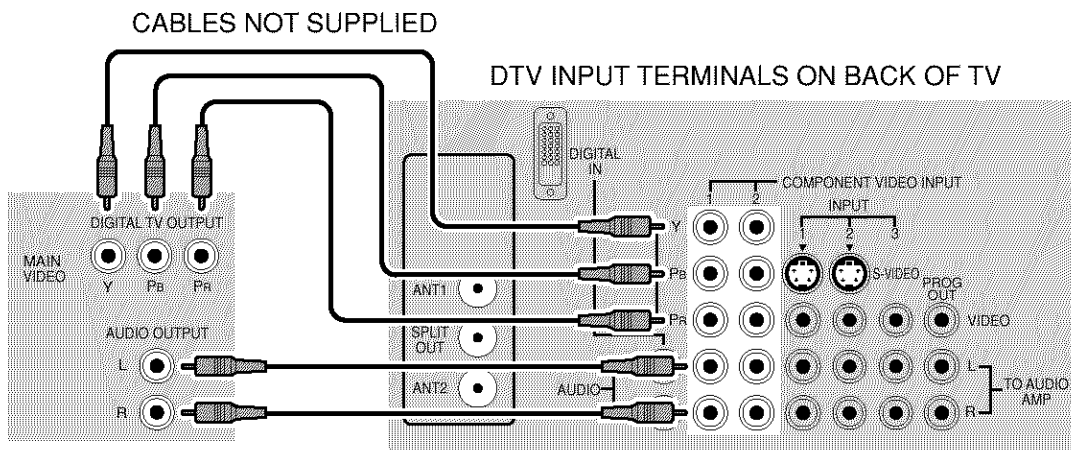 CABLES NOT SUPPLIED
DTV INPUT TERMINALS ON BACK OF TV
DIGITAL IN
COMPONENT VIDEO INPUT
1 2
INPUT
1 2 3
DIGITAL TV OUTPUT
MAIN VIDEO
Y PB PR
Y
PB
PR
ANT1
S-VIDEO
PROG OUT
VIDEO
AUDIO OUTPUT
SPLIT OUT
L
R
ANT2
AUDIO
L
R
TO AUDIO AMP